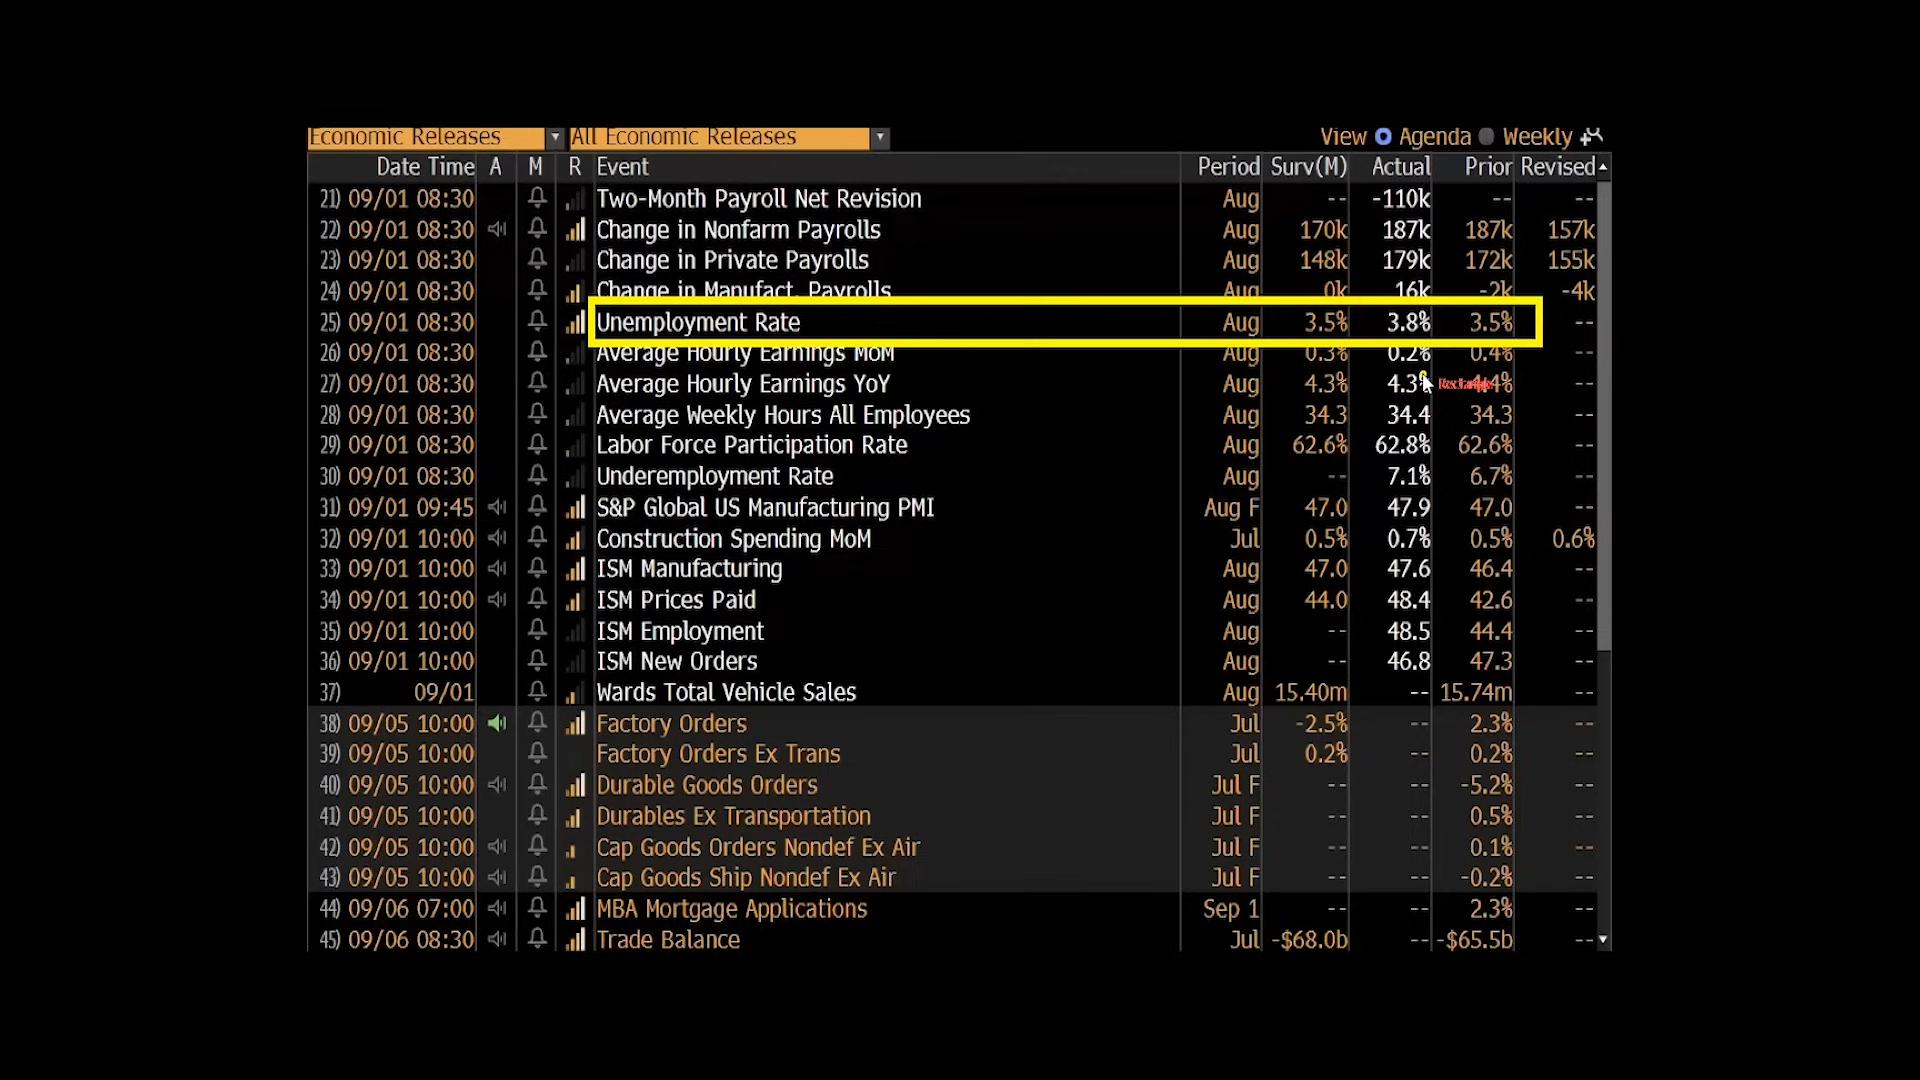 Economic Releases All Economic Releases View Agenda Weekly
Date Time A M R Event Period Surv(M) Actual Prior Revised
21) 09/01 08:30 Two-Month Payroll Net Revision Aug -- -110k -- --
22) 09/01 08:30 Change in Nonfarm Payrolls Aug 170k 187k 187k 157k
23) 09/01 08:30 Change in Private Payrolls Aug 148k 179k 172k 155k
24) 09/01 08:30 Change in Manufact. Payrolls Aug 0k 16k -2k -4k
25) 09/01 08:30 Unemployment Rate Aug 3.5% 3.8% 3.5% --
26) 09/01 08:30 Average Hourly Earnings MoM Aug 0.3% 0.2% 0.4% --
27) 09/01 08:30 Average Hourly Earnings YoY Aug 4.3% 4.3% 4.4% --
28) 09/01 08:30 Average Weekly Hours All Employees Aug 34.3 34.4 34.3 --
29) 09/01 08:30 Labor Force Participation Rate Aug 62.6% 62.8% 62.6% --
30) 09/01 08:30 Underemployment Rate Aug -- 7.1% 6.7% --
31) 09/01 09:45 S&P Global US Manufacturing PMI Aug F 47.0 47.9 47.0 --
32) 09/01 10:00 Construction Spending MoM Jul 0.5% 0.7% 0.5% 0.6%
33) 09/01 10:00 ISM Manufacturing Aug 47.0 47.6 46.4 --
34) 09/01 10:00 ISM Prices Paid Aug 44.0 48.4 42.6 --
35) 09/01 10:00 ISM Employment Aug -- 48.5 44.4 --
36) 09/01 10:00 ISM New Orders Aug -- 46.8 47.3 --
37) 09/01 Wards Total Vehicle Sales Aug 15.40m -- 15.74m --
38) 09/05 10:00 Factory Orders Jul -2.5% -- 2.3% --
39) 09/05 10:00 Factory Orders Ex Trans Jul 0.2% -- 0.2% --
40) 09/05 10:00 Durable Goods Orders Jul F -- -- -5.2% --
41) 09/05 10:00 Durables Ex Transportation Jul F -- -- 0.5% --
42) 09/05 10:00 Cap Goods Orders Nondef Ex Air Jul F -- -- 0.1% --
43) 09/05 10:00 Cap Goods Ship Nondef Ex Air Jul F -- -- -0.2% --
44) 09/06 07:00 MBA Mortgage Applications Sep 1 -- -- 2.3% --
45) 09/06 08:30 Trade Balance Jul -$68.0b -- -$65.5b --